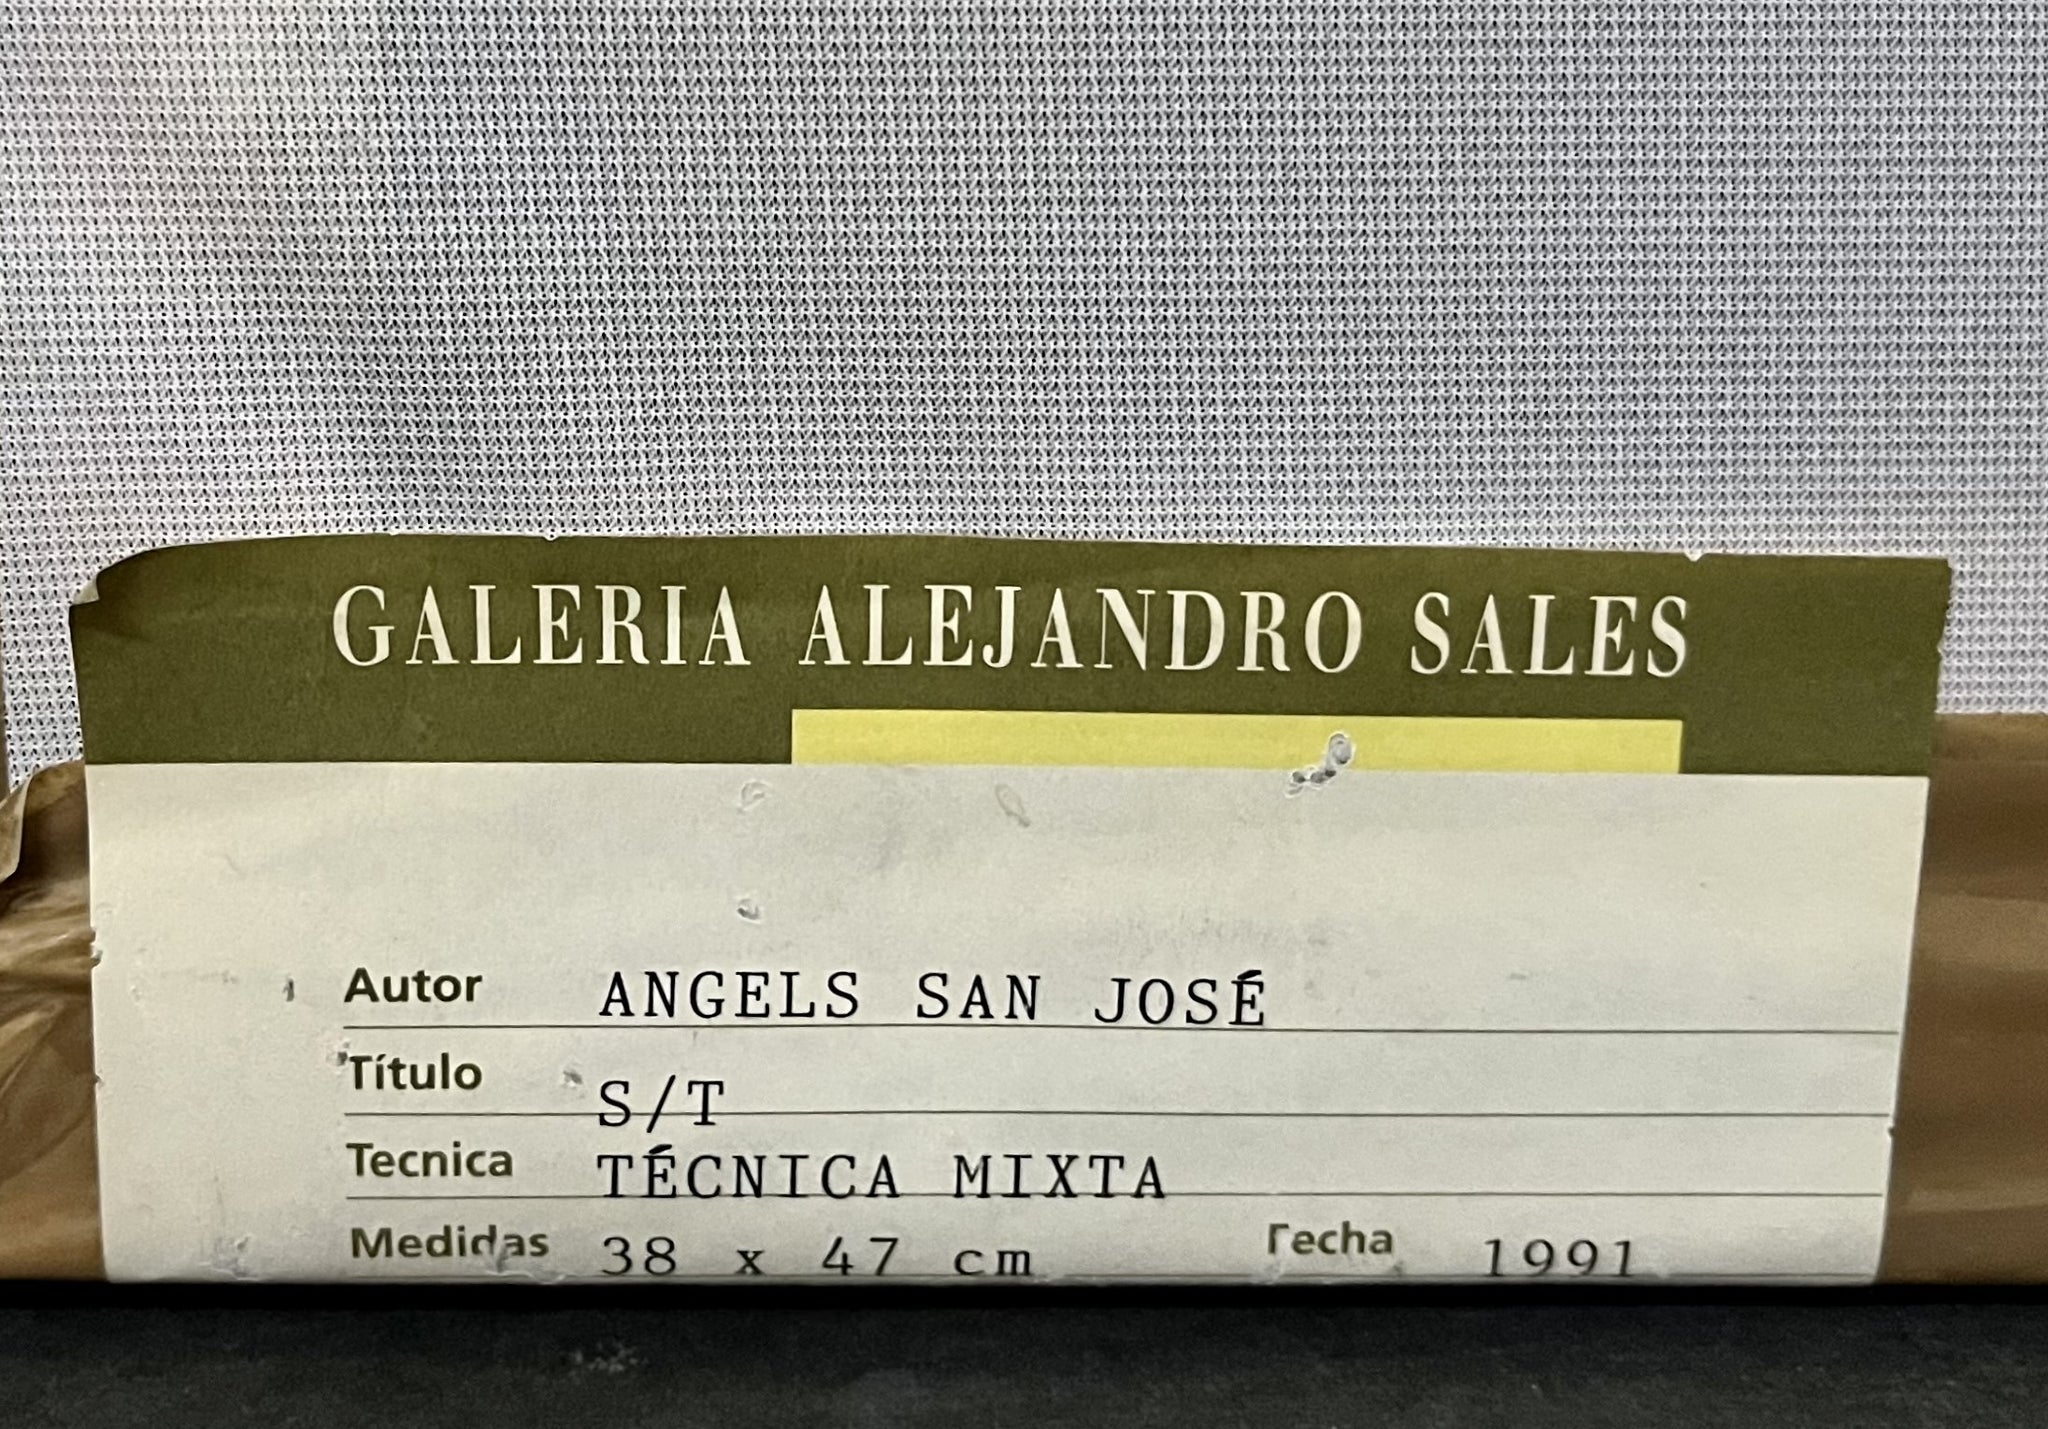 GALERIA ALEJANDRO SALES
Autor ANGELS SAN JOSÉ
Título S/T
Tecnica TÉCNICA MIXTA
Medidas 38 x 47 cm Fecha 1991